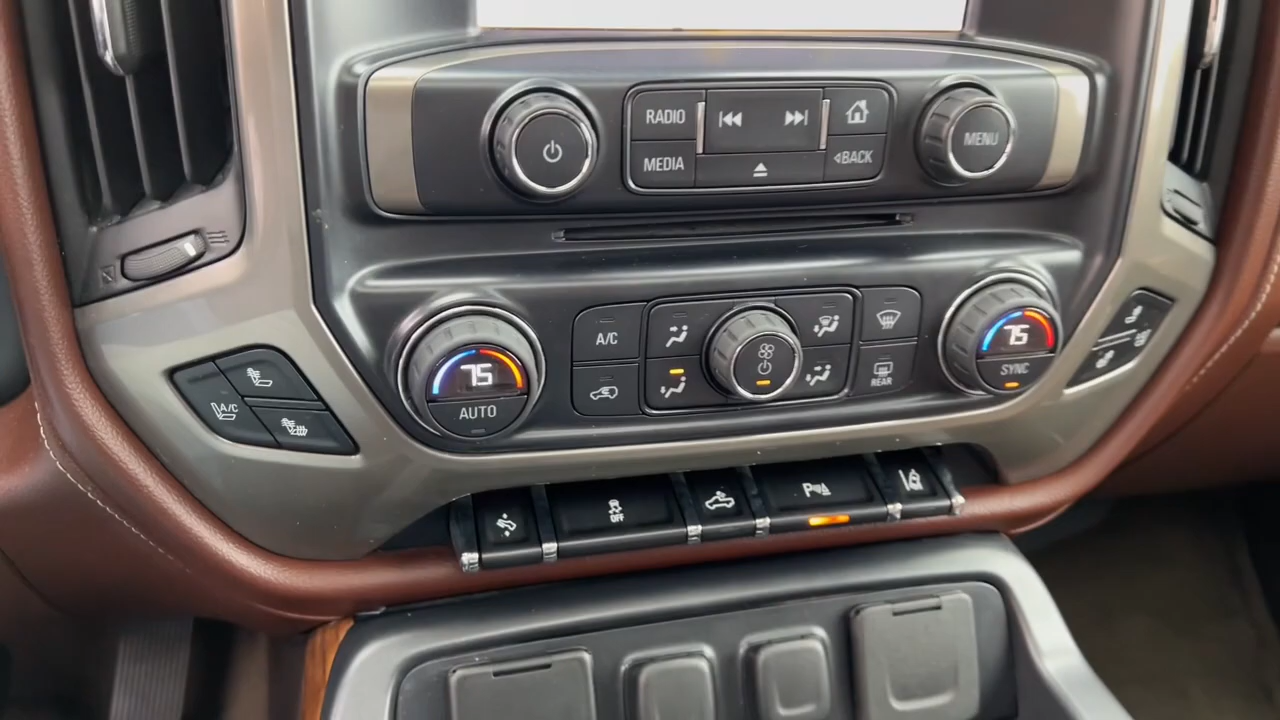 RADIO
BACK
MEDIA
MENU
A/C
75
AUTO
75
SYNC
REAR
A/C
OFF